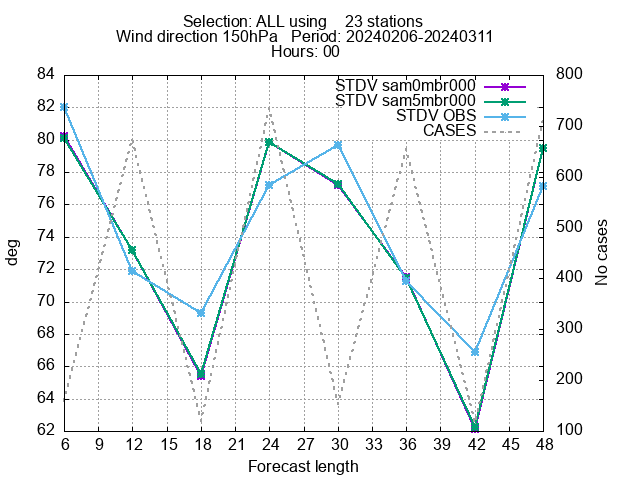 Selection: ALL using    23 stations
Wind direction 150hPa   Period: 20240206-20240311
Hours: 00
STDV sam0mbr000
STDV sam5mbr000
STDV OBS
CASES
84
82
80
78
76
74
72
70
68
66
64
62
deg
800
700
600
500
400
300
200
100
No cases
6 9 12 15 18 21 24 27 30 33 36 39 42 45 48
Forecast length